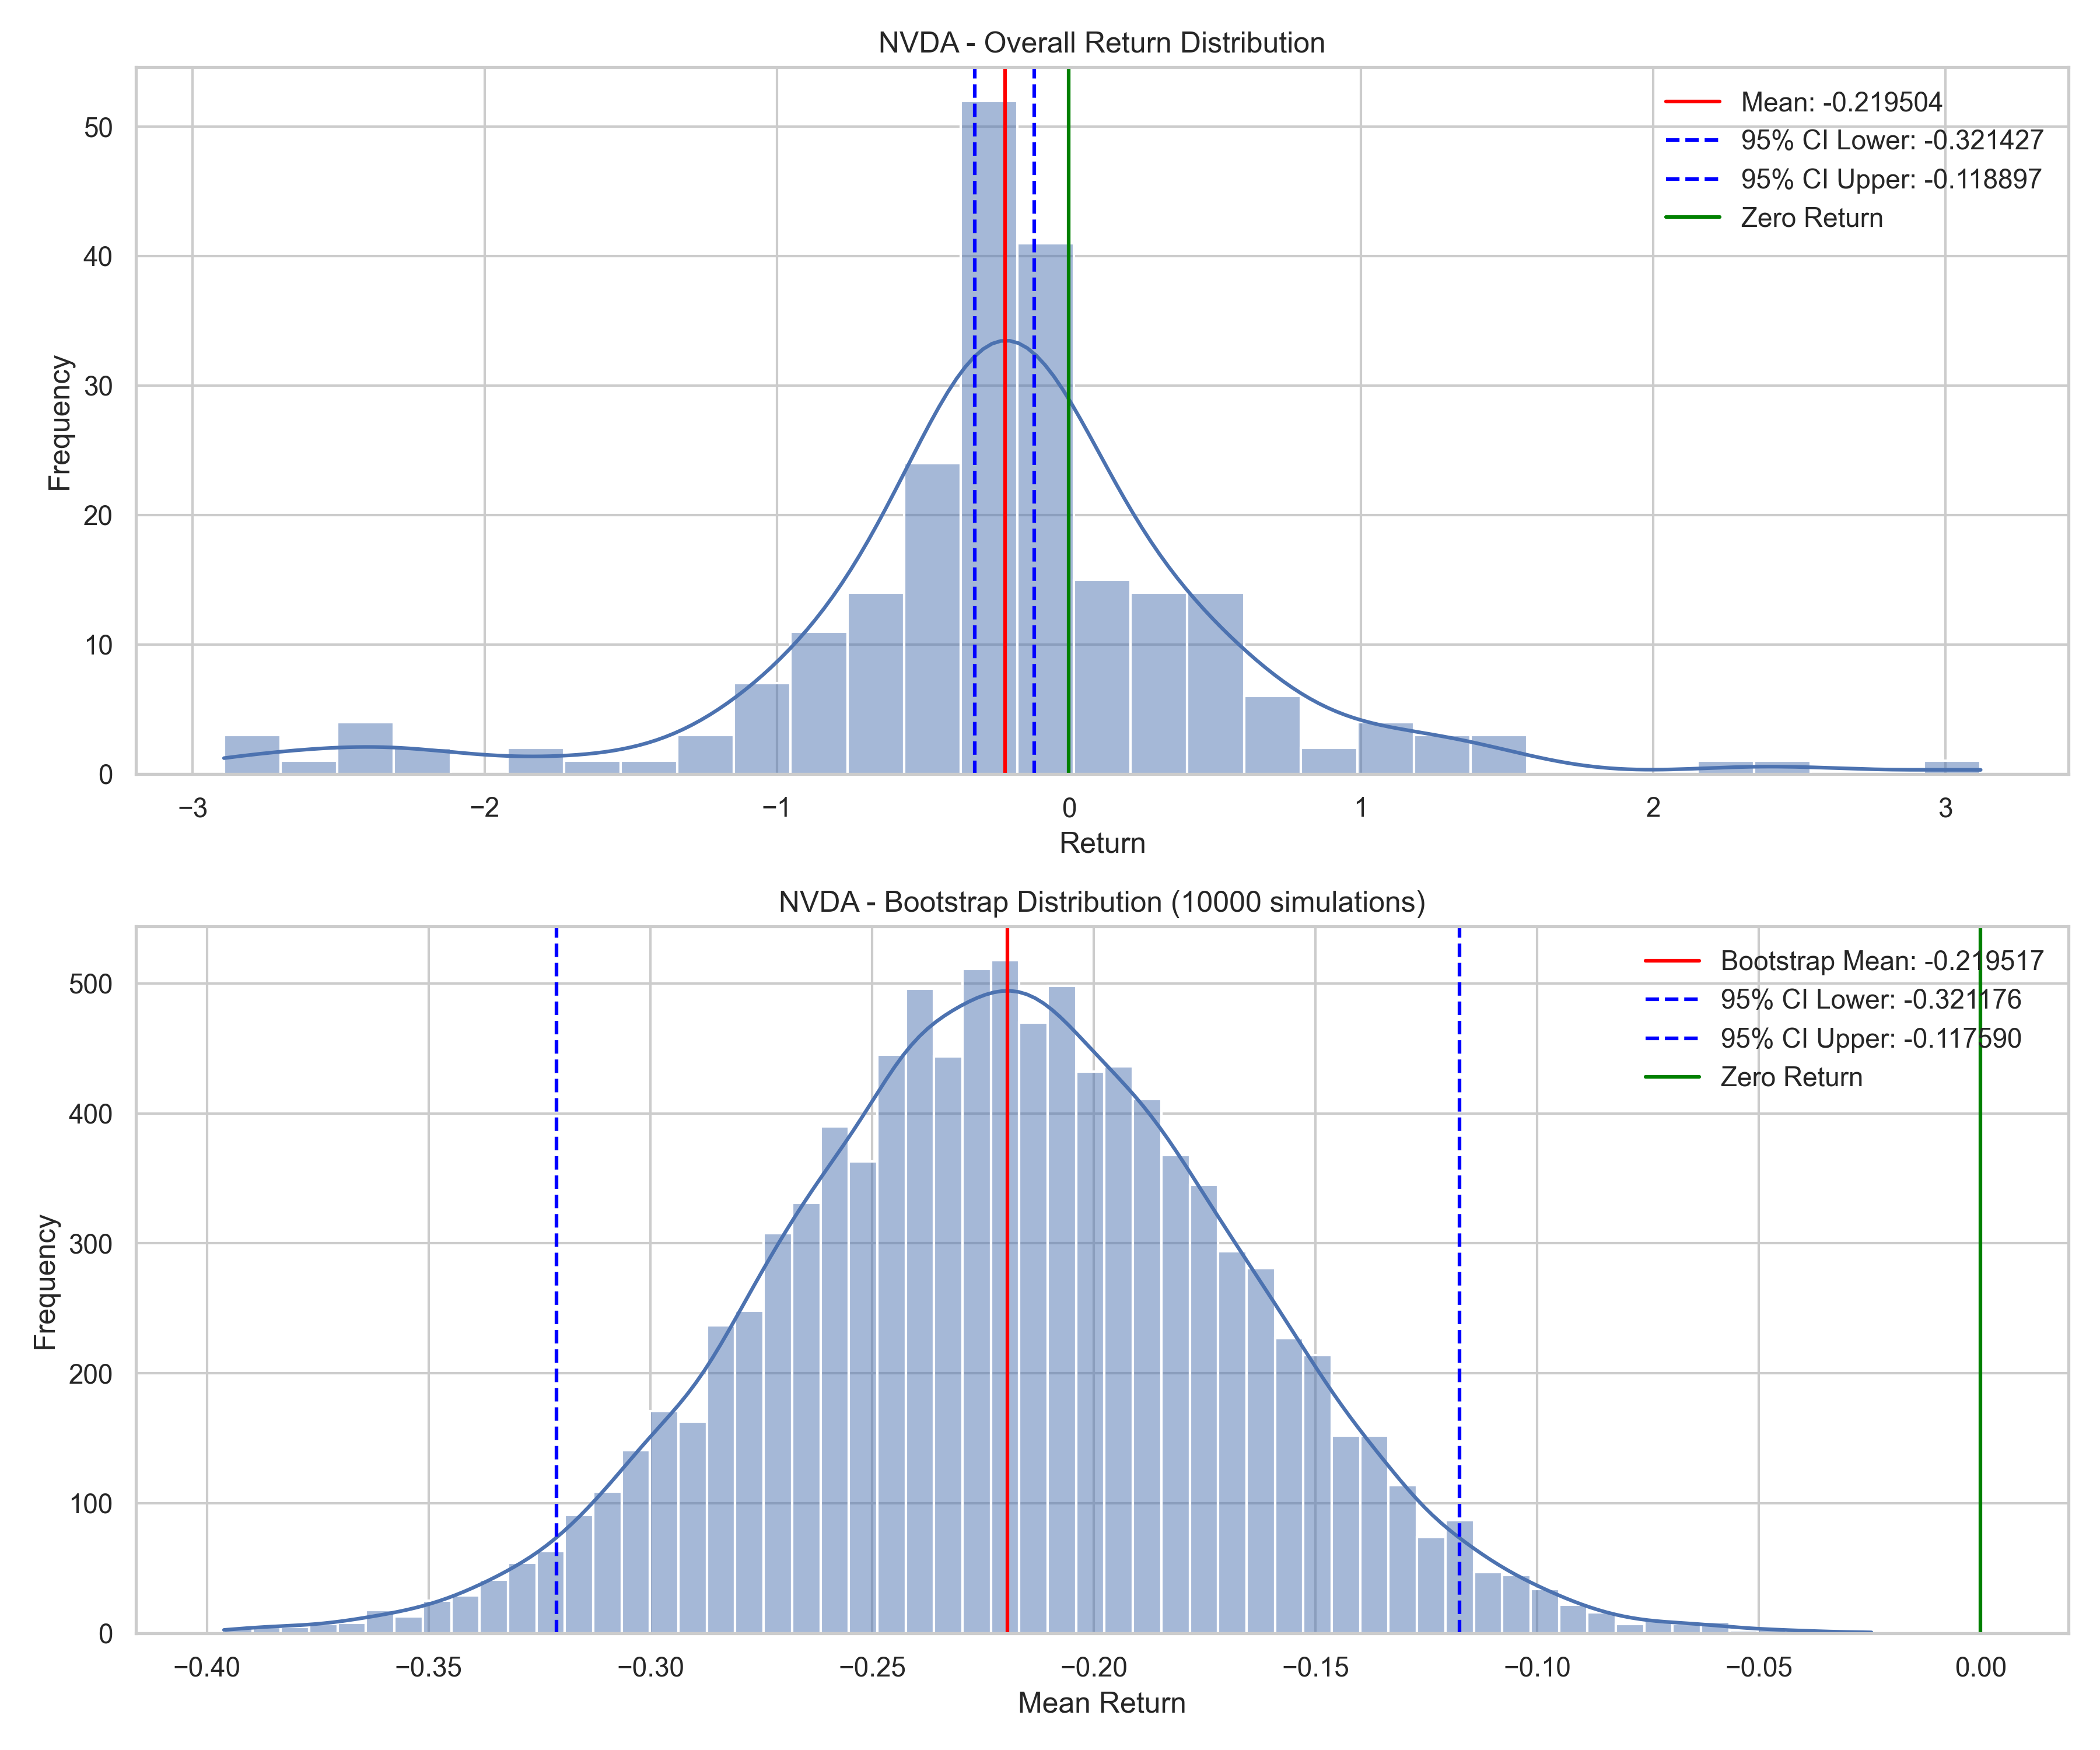 NVDA - Overall Return Distribution
Mean: -0.219504
95% CI Lower: -0.321427
95% CI Upper: -0.118897
Zero Return
Frequency
50
40
30
20
10
0
−3 −2 −1 0 1 2 3
Return
NVDA - Bootstrap Distribution (10000 simulations)
Bootstrap Mean: -0.219517
95% CI Lower: -0.321176
95% CI Upper: -0.117590
Zero Return
Frequency
500
400
300
200
100
0
−0.40 −0.35 −0.30 −0.25 −0.20 −0.15 −0.10 −0.05 0.00
Mean Return